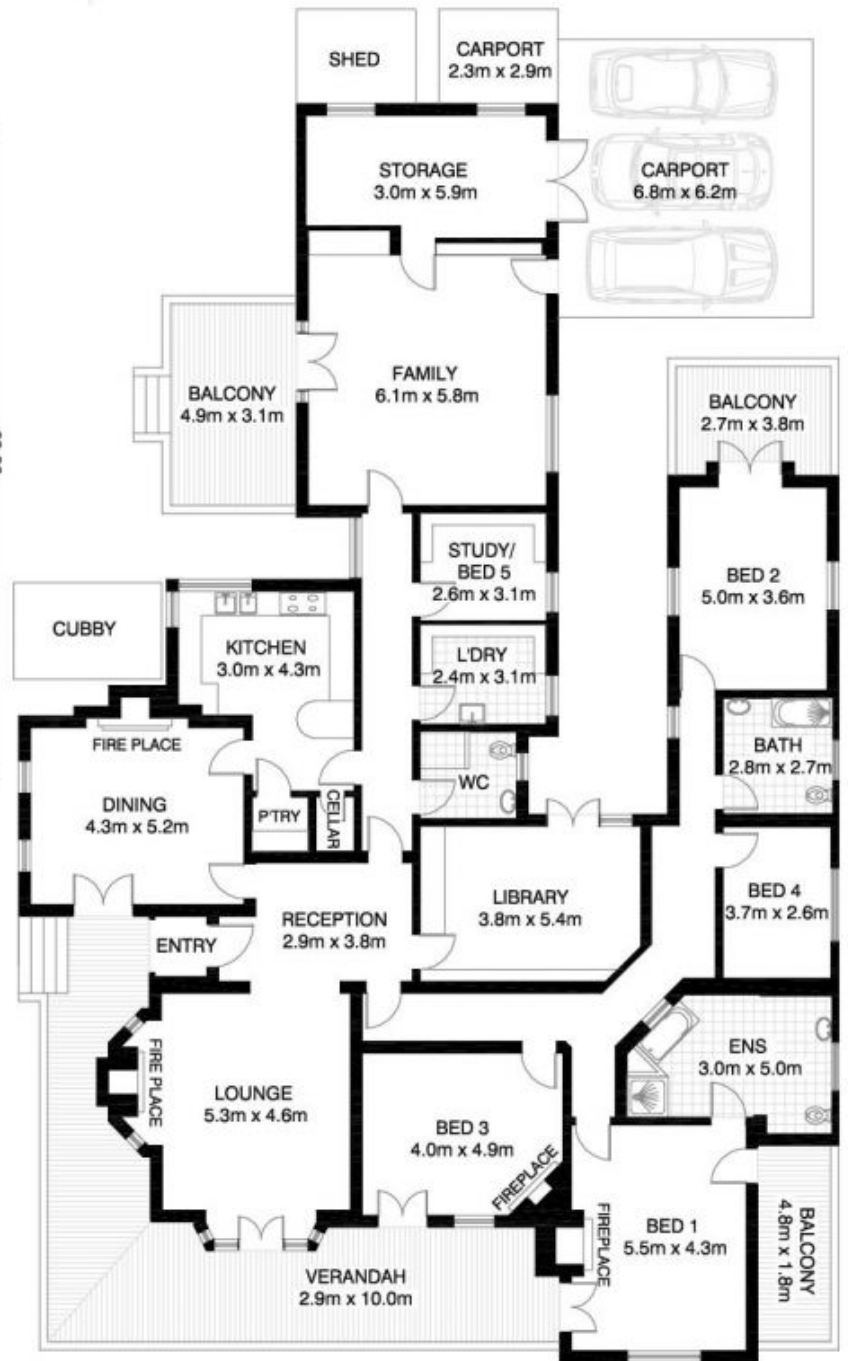 SHED
CARPORT
2.3m x 2.9m
STORAGE
3.0m x 5.9m
CARPORT
6.8m x 6.2m
BALCONY
4.9m x 3.1m
FAMILY
6.1m x 5.8m
BALCONY
2.7m x 3.8m
STUDY/
BED 5
2.6m x 3.1m
BED 2
5.0m x 3.6m
CUBBY
KITCHEN
3.0m x 4.3m
L'DRY
2.4m x 3.1m
FIRE PLACE
BATH
2.8m x 2.7m
WC
DINING
4.3m x 5.2m
P'TRY
CELLAR
LIBRARY
3.8m x 5.4m
BED 4
3.7m x 2.6m
RECEPTION
2.9m x 3.8m
ENTRY
ENS
3.0m x 5.0m
FIRE PLACE
LOUNGE
5.3m x 4.6m
BED 3
4.0m x 4.9m
FIREPLACE
FIREPLACE
BED 1
5.5m x 4.3m
BALCONY
4.8m x 1.8m
VERANDAH
2.9m x 10.0m